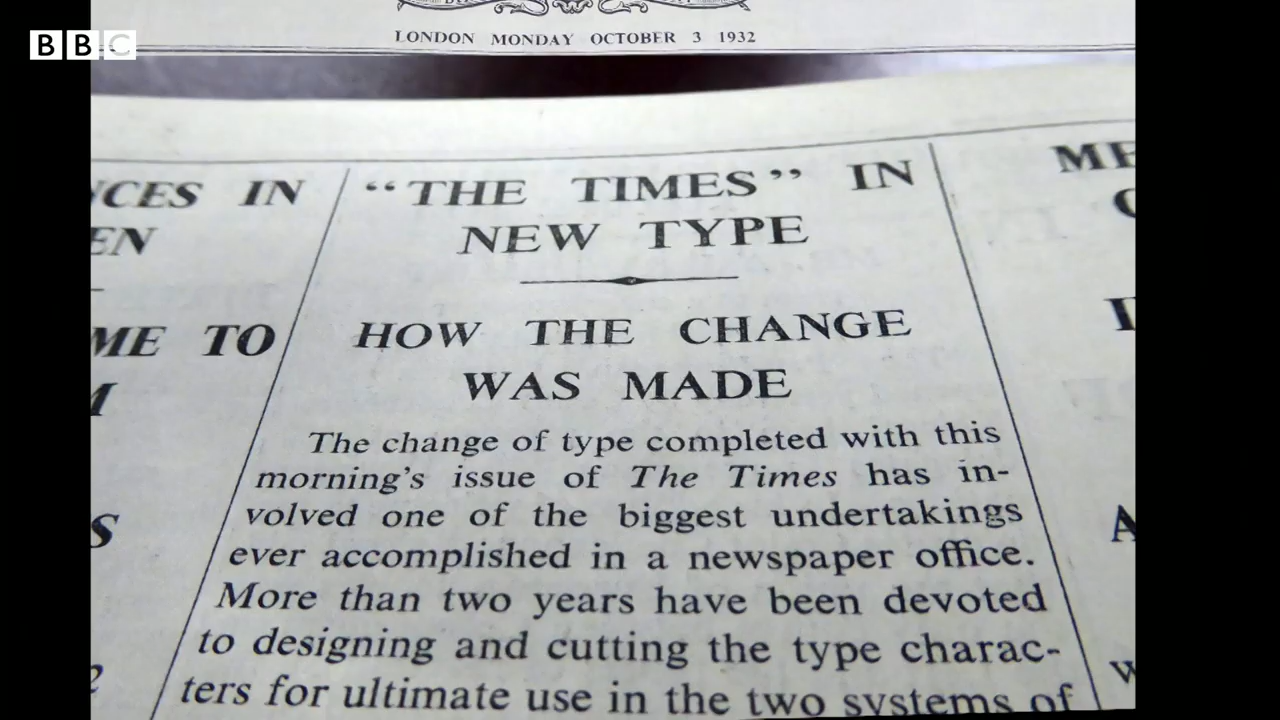 BBC
LONDON MONDAY OCTOBER 3 1932
IN
TO
"THE TIMES" IN
NEW TYPE
HOW THE CHANGE
WAS MADE
The change of type completed with this
morning's issue of The Times has in-
volved one of the biggest undertakings
ever accomplished in a newspaper office.
More than two years have been devoted
to designing and cutting the type charac-
ters for ultimate use in the two systems of